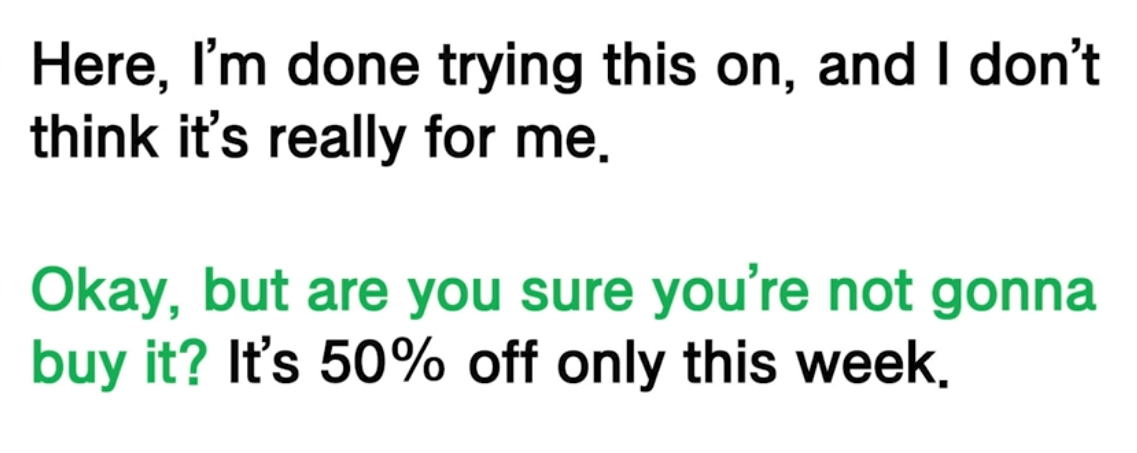 Here, I’m done trying this on, and I don’t
think it’s really for me.
Okay, but are you sure you’re not gonna
buy it? It’s 50% off only this week.